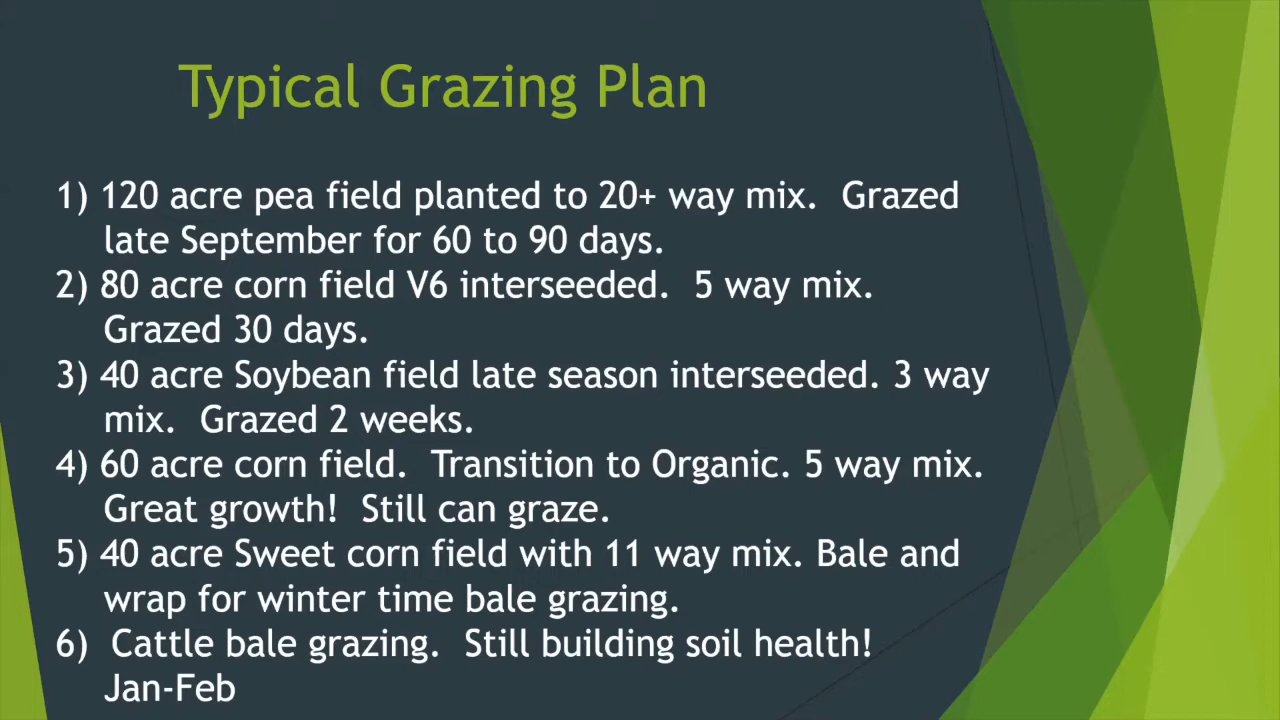 Typical Grazing Plan
1) 120 acre pea field planted to 20+ way mix.  Grazed
late September for 60 to 90 days.
2) 80 acre corn field V6 interseeded.  5 way mix.
Grazed 30 days.
3) 40 acre Soybean field late season interseeded. 3 way
mix.  Grazed 2 weeks.
4) 60 acre corn field.  Transition to Organic. 5 way mix.
Great growth!  Still can graze.
5) 40 acre Sweet corn field with 11 way mix. Bale and
wrap for winter time bale grazing.
6)  Cattle bale grazing.  Still building soil health!
Jan-Feb